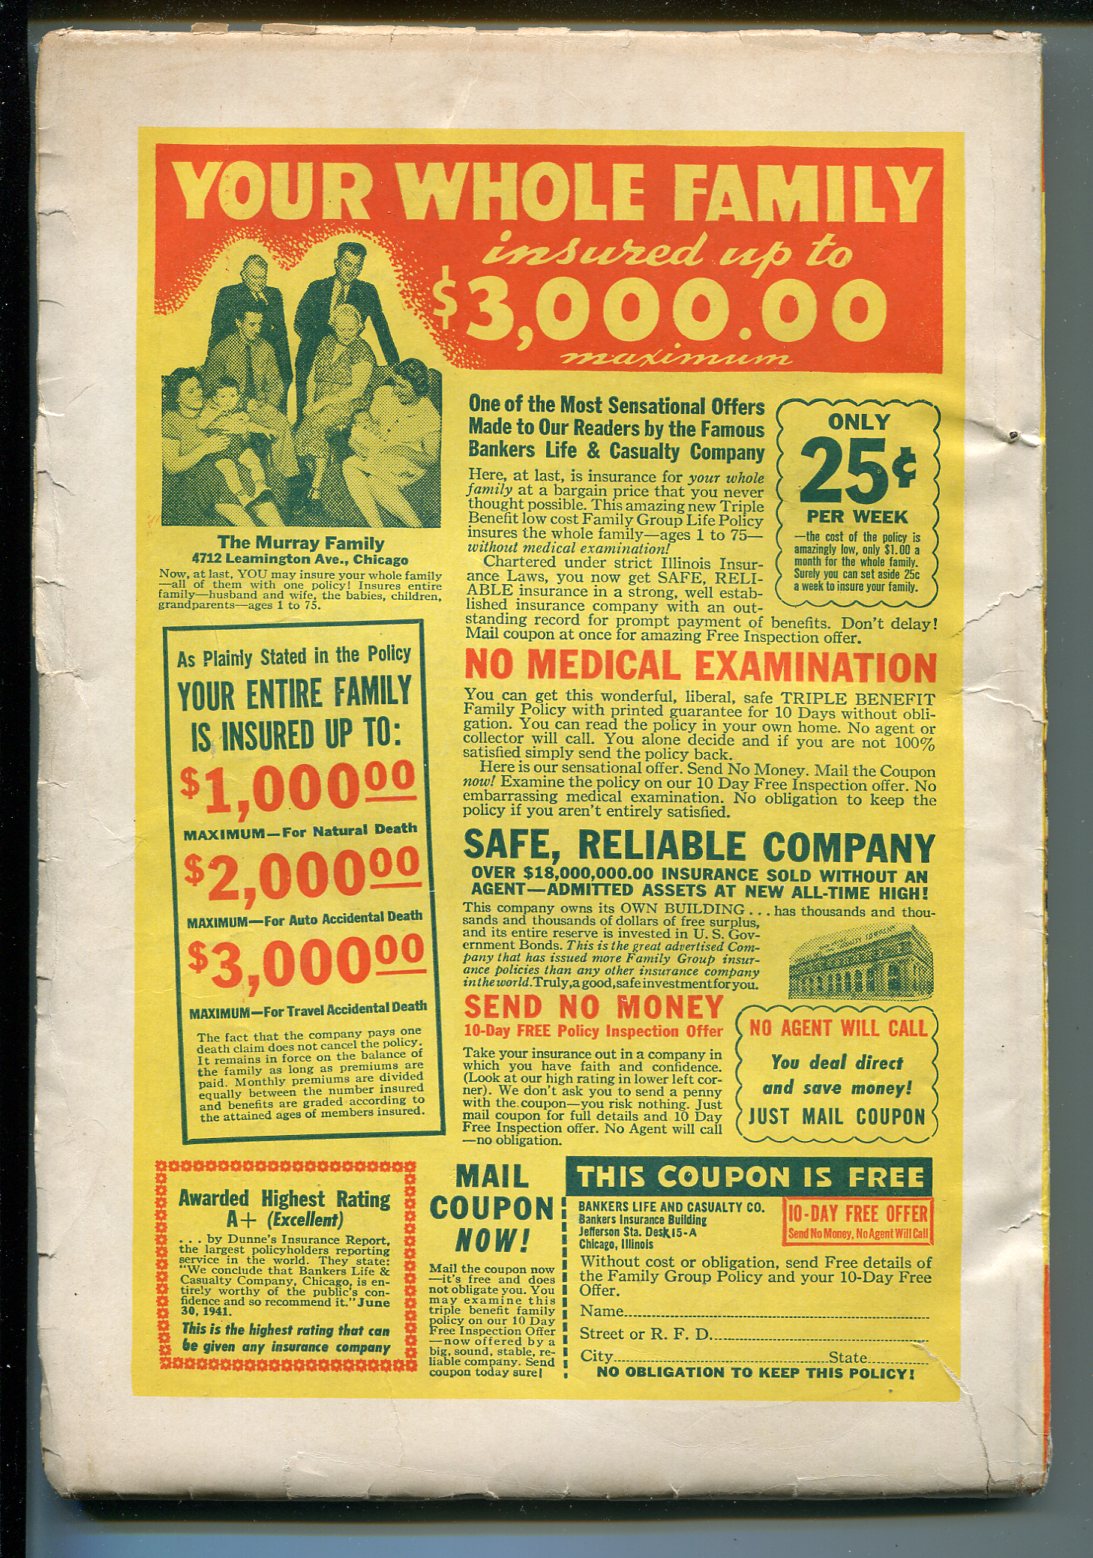 YOUR WHOLE FAMILY
insured up to
$3,000.00
maximum
The Murray Family
4712 Leamington Ave., Chicago
Now, at last, YOU may insure your whole family
—all of them with one policy! Insures entire
family—husband and wife, the babies, children,
grandparents—ages 1 to 75.
As Plainly Stated in the Policy
YOUR ENTIRE FAMILY
IS INSURED UP TO:
$1,000.00
MAXIMUM—For Natural Death
$2,000.00
MAXIMUM—For Auto Accidental Death
$3,000.00
MAXIMUM—For Travel Accidental Death
The fact that the company pays one
death claim does not cancel the policy.
It remains in force on the balance of
the family as long as premiums are
paid. Monthly premiums are divided
equally between the number insured
and benefits are graded according to
the attained ages of members insured.
One of the Most Sensational Offers
Made to Our Readers by the Famous
Bankers Life & Casualty Company
Here, at last, is insurance for your whole
family at a bargain price that you never
thought possible. This amazing new Triple
Benefit low cost Family Group Life Policy
insures the whole family—ages 1 to 75—
without medical examination!
Chartered under strict Illinois Insur-
ance Laws, you now get SAFE, RELI-
ABLE insurance in a strong, well estab-
lished insurance company with an out-
standing record for prompt payment of benefits. Don't delay!
Mail coupon at once for amazing Free Inspection offer.
ONLY
25¢
PER WEEK
—the cost of the policy is
amazingly low, only $1.00 a
month for the whole family.
Surely you can set aside 25c
a week to insure your family.
NO MEDICAL EXAMINATION
You can get this wonderful, liberal, safe TRIPLE BENEFIT
Family Policy with printed guarantee for 10 Days without obli-
gation. You can read the policy in your own home. No agent or
collector will call. You alone decide and if you are not 100%
satisfied simply send the policy back.
Here is our sensational offer. Send No Money. Mail the Coupon
now! Examine the policy on our 10 Day Free Inspection offer. No
embarrassing medical examination. No obligation to keep the
policy if you aren't entirely satisfied.
SAFE, RELIABLE COMPANY
OVER $18,000,000.00 INSURANCE SOLD WITHOUT AN
AGENT—ADMITTED ASSETS AT NEW ALL-TIME HIGH!
This company owns its OWN BUILDING . . . has thousands and thou-
sands and thousands of dollars of free surplus,
and its entire reserve is invested in U. S. Gov-
ernment Bonds. This is the great advertised Com-
pany that has issued more Family Group insur-
ance policies than any other insurance company
in the world. Truly, a good, safe investment for you.
SEND NO MONEY
10-Day FREE Policy Inspection Offer
Take your insurance out in a company in
which you have faith and confidence.
(Look at our high rating in lower left cor-
ner). We don't ask you to send a penny
with the coupon—you risk nothing. Just
mail coupon for full details and 10 Day
Free Inspection offer. No Agent will call
—no obligation.
NO AGENT WILL CALL
You deal direct
and save money!
JUST MAIL COUPON
Awarded Highest Rating
A+ (Excellent)
. . . by Dunne's Insurance Report,
the largest policyholders reporting
service in the world. They state:
"We conclude that Bankers Life &
Casualty Company, Chicago, is en-
tirely worthy of the public's con-
fidence and so recommend it." June
30, 1941.
This is the highest rating that can
be given any insurance company
MAIL
COUPON
NOW!
Mail the coupon now
—it's free and does
not obligate you. You
may examine this
triple benefit family
policy on our 10 Day
Free Inspection Offer
—now offered by a
big, sound, stable, re-
liable company. Send
coupon today sure!
THIS COUPON IS FREE
BANKERS LIFE AND CASUALTY CO.
Bankers Insurance Building
Jefferson Sta. Desk 15-A
Chicago, Illinois
10-DAY FREE OFFER
Send No Money, No Agent Will Call
Without cost or obligation, send Free details of
the Family Group Policy and your 10-Day Free
Offer.
Name
Street or R. F. D.
City State
NO OBLIGATION TO KEEP THIS POLICY!